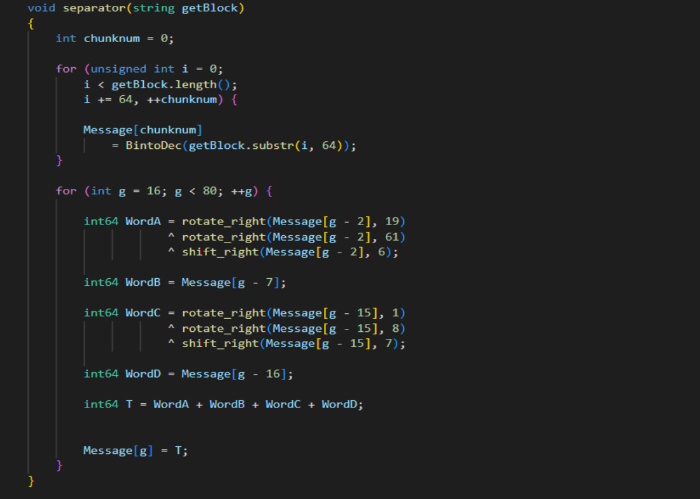 void separator(string getBlock)
{
    int chunknum = 0;

    for (unsigned int i = 0;
        i < getBlock.length();
        i += 64, ++chunknum) {

        Message[chunknum]
            = BintoDec(getBlock.substr(i, 64));
    }

    for (int g = 16; g < 80; ++g) {

        int64 WordA = rotate_right(Message[g - 2], 19)
                    ^ rotate_right(Message[g - 2], 61)
                    ^ shift_right(Message[g - 2], 6);

        int64 WordB = Message[g - 7];

        int64 WordC = rotate_right(Message[g - 15], 1)
                    ^ rotate_right(Message[g - 15], 8)
                    ^ shift_right(Message[g - 15], 7);

        int64 WordD = Message[g - 16];

        int64 T = WordA + WordB + WordC + WordD;


        Message[g] = T;
    }
}